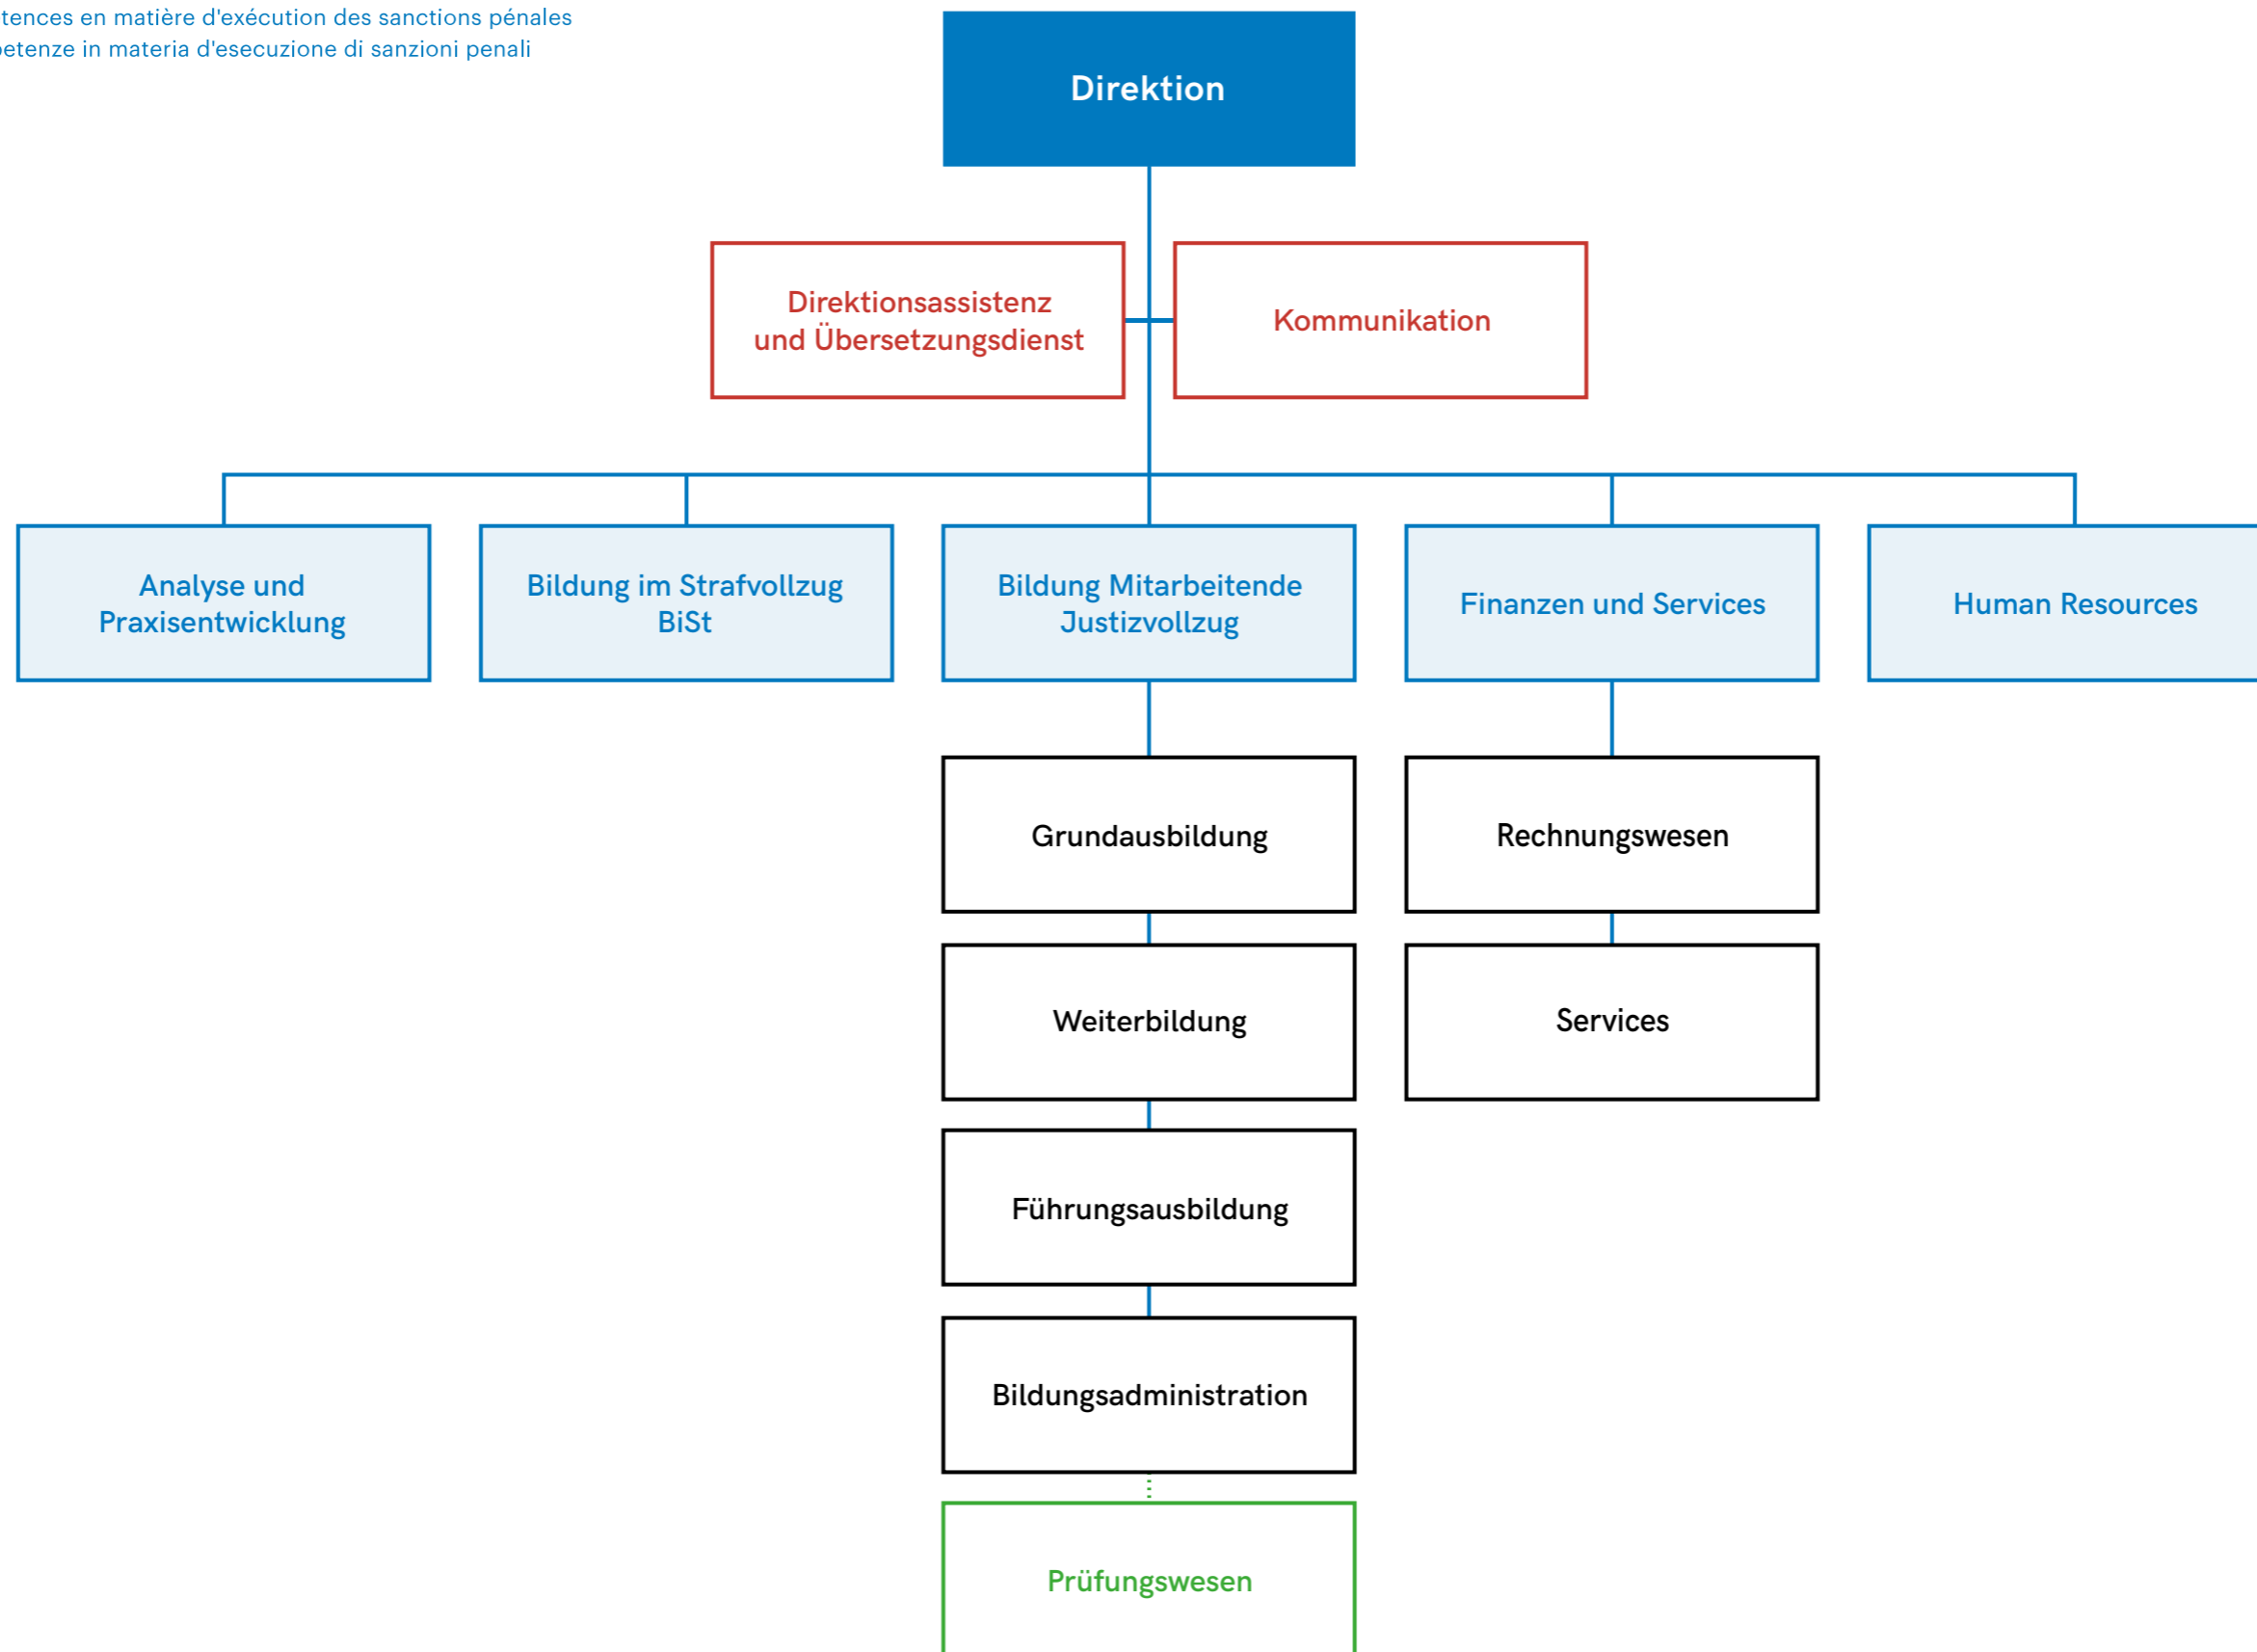 en matière d'exécution des sanctions pénales
in materia d'esecuzione di sanzioni penali
Direktion
Direktionsassistenz
und Übersetzungsdienst
Kommunikation
Analyse und
Praxisentwicklung
Bildung im Strafvollzug
BiSt
Bildung Mitarbeitende
Justizvollzug
Finanzen und Services
Human Resources
Grundausbildung
Rechnungswesen
Weiterbildung
Services
Führungsausbildung
Bildungsadministration
Prüfungswesen